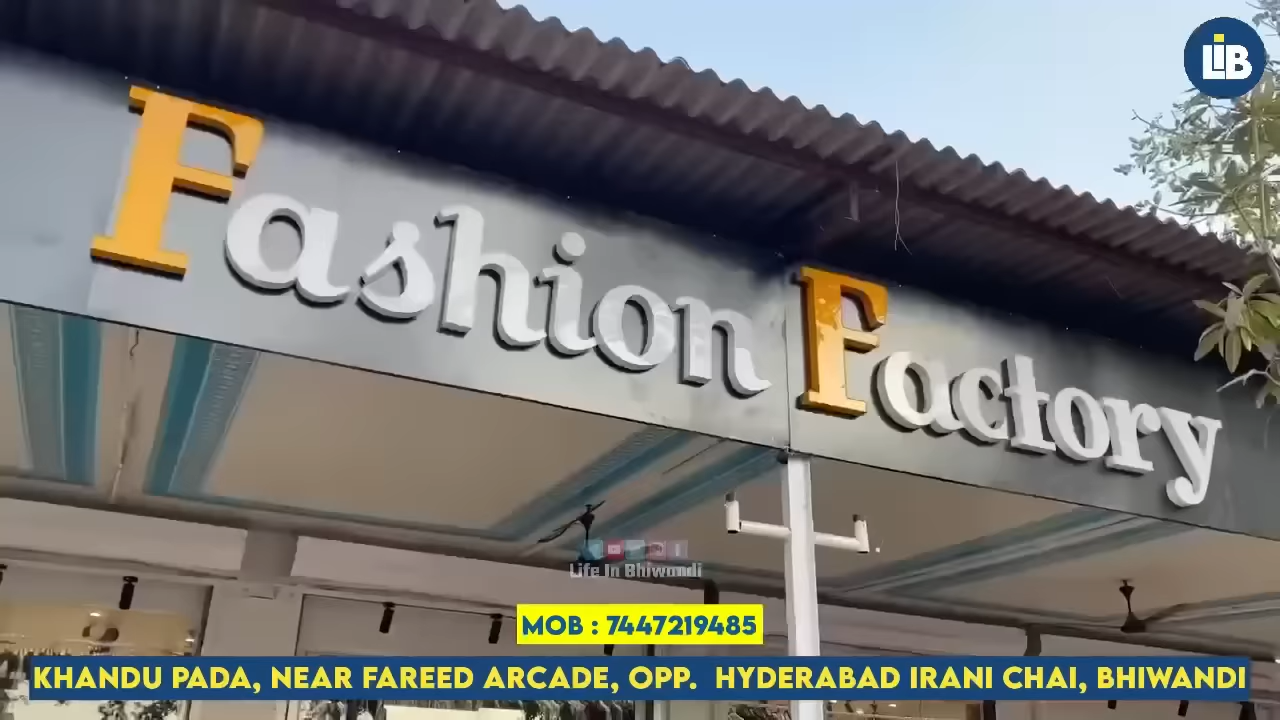 LiB
Fashion Factory
Life In Bhiwandi
MOB : 7447219485
KHANDU PADA, NEAR FAREED ARCADE, OPP. HYDERABAD IRANI CHAI, BHIWANDI